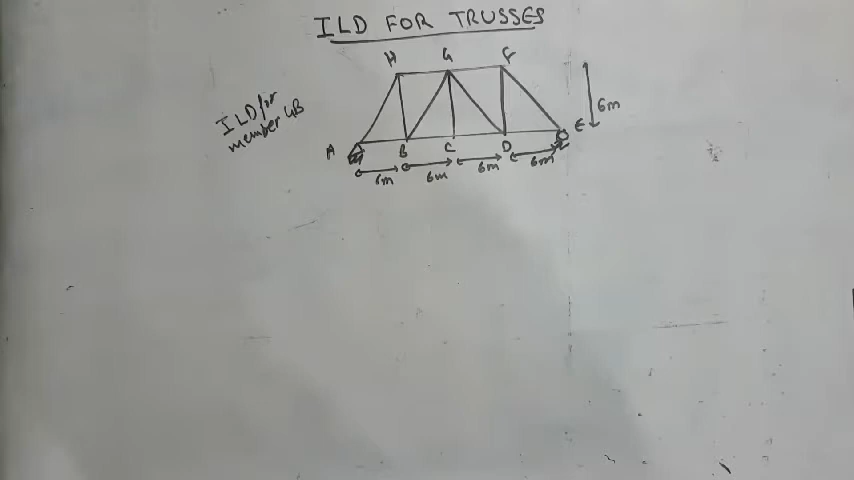 ILD FOR TRUSSES
H G F
ILD for
member GB
6m
A B C D E
6m 6m 6m 6m